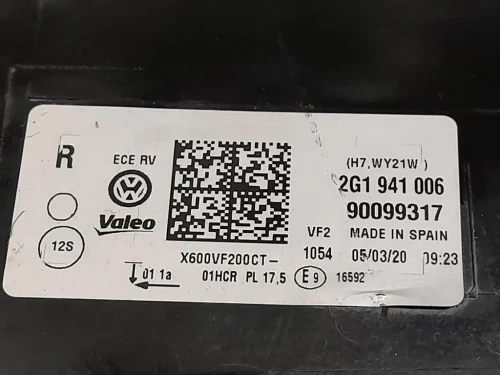 R
ECE RV
(H7,WY21W)
2G1 941 006
90099317
Valeo
12S
VF2
MADE IN SPAIN
X600VF200CT-
1054
05/03/20 09:23
01 1a
01HCR PL 17,5
E9
16592